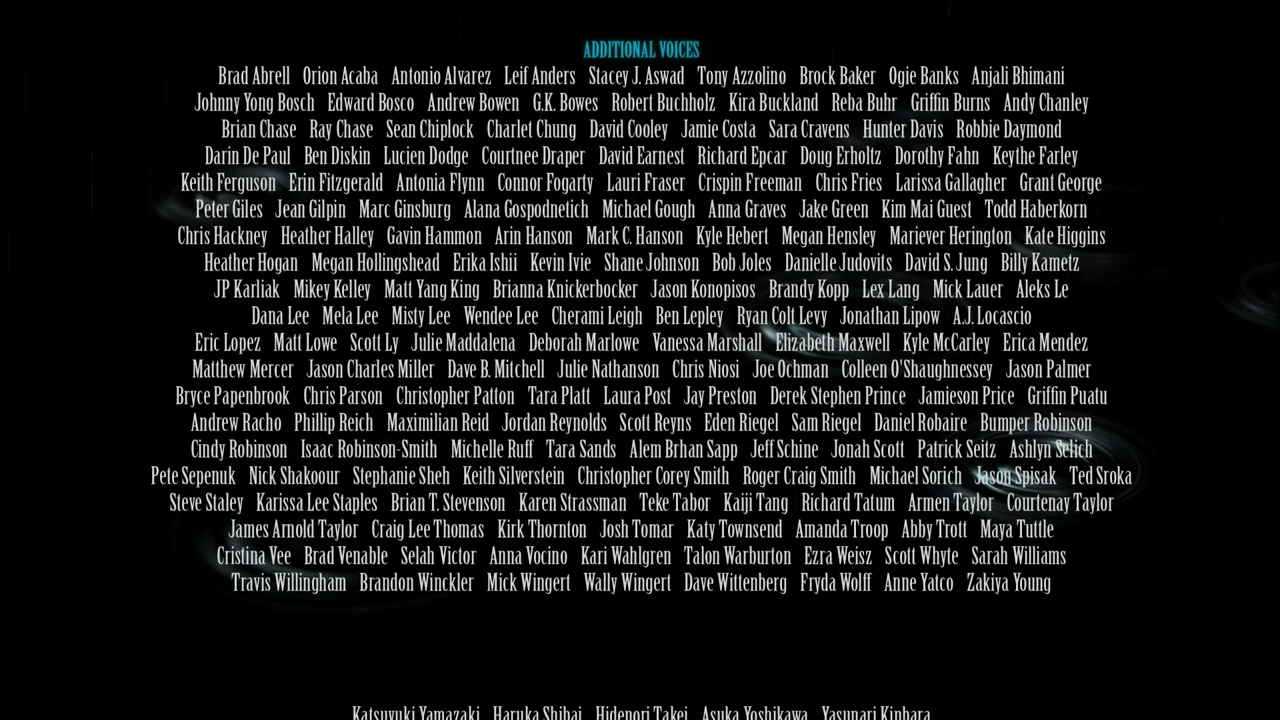 ADDITIONAL VOICES
Brad Abrell Orion Acaba Antonio Alvarez Leif Anders Stacey J. Aswad Tony Azzolino Brock Baker Ogie Banks Anjali Bhimani
Johnny Yong Bosch Edward Bosco Andrew Bowen G.K. Bowes Robert Buchholz Kira Buckland Reba Buhr Griffin Burns Andy Chanley
Brian Chase Ray Chase Sean Chiplock Charlet Chung David Cooley Jamie Costa Sara Cravens Hunter Davis Robbie Daymond
Darin De Paul Ben Diskin Lucien Dodge Courtnee Draper David Earnest Richard Epcar Doug Erholtz Dorothy Fahn Keythe Farley
Keith Ferguson Erin Fitzgerald Antonia Flynn Connor Fogarty Lauri Fraser Crispin Freeman Chris Fries Larissa Gallagher Grant George
Peter Giles Jean Gilpin Marc Ginsburg Alana Gospodnetich Michael Gough Anna Graves Jake Green Kim Mai Guest Todd Haberkorn
Chris Hackney Heather Halley Gavin Hammon Arin Hanson Mark C. Hanson Kyle Hebert Megan Hensley Mariever Herington Kate Higgins
Heather Hogan Megan Hollingshead Erika Ishii Kevin Ivie Shane Johnson Bob Joles Danielle Judovits David S. Jung Billy Kametz
JP Karliak Mikey Kelley Matt Yang King Brianna Knickerbocker Jason Konopisos Brandy Kopp Lex Lang Mick Lauer Aleks Le
Dana Lee Mela Lee Misty Lee Wendee Lee Cherami Leigh Ben Lepley Ryan Colt Levy Jonathan Lipow A.J. Locascio
Eric Lopez Matt Lowe Scott Ly Julie Maddalena Deborah Marlowe Vanessa Marshall Elizabeth Maxwell Kyle McCarley Erica Mendez
Matthew Mercer Jason Charles Miller Dave B. Mitchell Julie Nathanson Chris Niosi Joe Ochman Colleen O'Shaughnessey Jason Palmer
Bryce Papenbrook Chris Parson Christopher Patton Tara Platt Laura Post Jay Preston Derek Stephen Prince Jamieson Price Griffin Puatu
Andrew Racho Phillip Reich Maximilian Reid Jordan Reynolds Scott Reyns Eden Riegel Sam Riegel Daniel Robaire Bumper Robinson
Cindy Robinson Isaac Robinson-Smith Michelle Ruff Tara Sands Alem Brhan Sapp Jeff Schine Jonah Scott Patrick Seitz Ashlyn Selich
Pete Sepenuk Nick Shakoour Stephanie Sheh Keith Silverstein Christopher Corey Smith Roger Craig Smith Michael Sorich Jason Spisak Ted Sroka
Steve Staley Karissa Lee Staples Brian T. Stevenson Karen Strassman Teke Tabor Kaiji Tang Richard Tatum Armen Taylor Courtenay Taylor
James Arnold Taylor Craig Lee Thomas Kirk Thornton Josh Tomar Katy Townsend Amanda Troop Abby Trott Maya Tuttle
Cristina Vee Brad Venable Selah Victor Anna Vocino Kari Wahlgren Talon Warburton Ezra Weisz Scott Whyte Sarah Williams
Travis Willingham Brandon Winckler Mick Wingert Wally Wingert Dave Wittenberg Fryda Wolff Anne Yatco Zakiya Young
Katsuyuki Yamazaki Haruka Shibai Hidenori Takei Asuka Yoshikawa Yasunari Kinbara